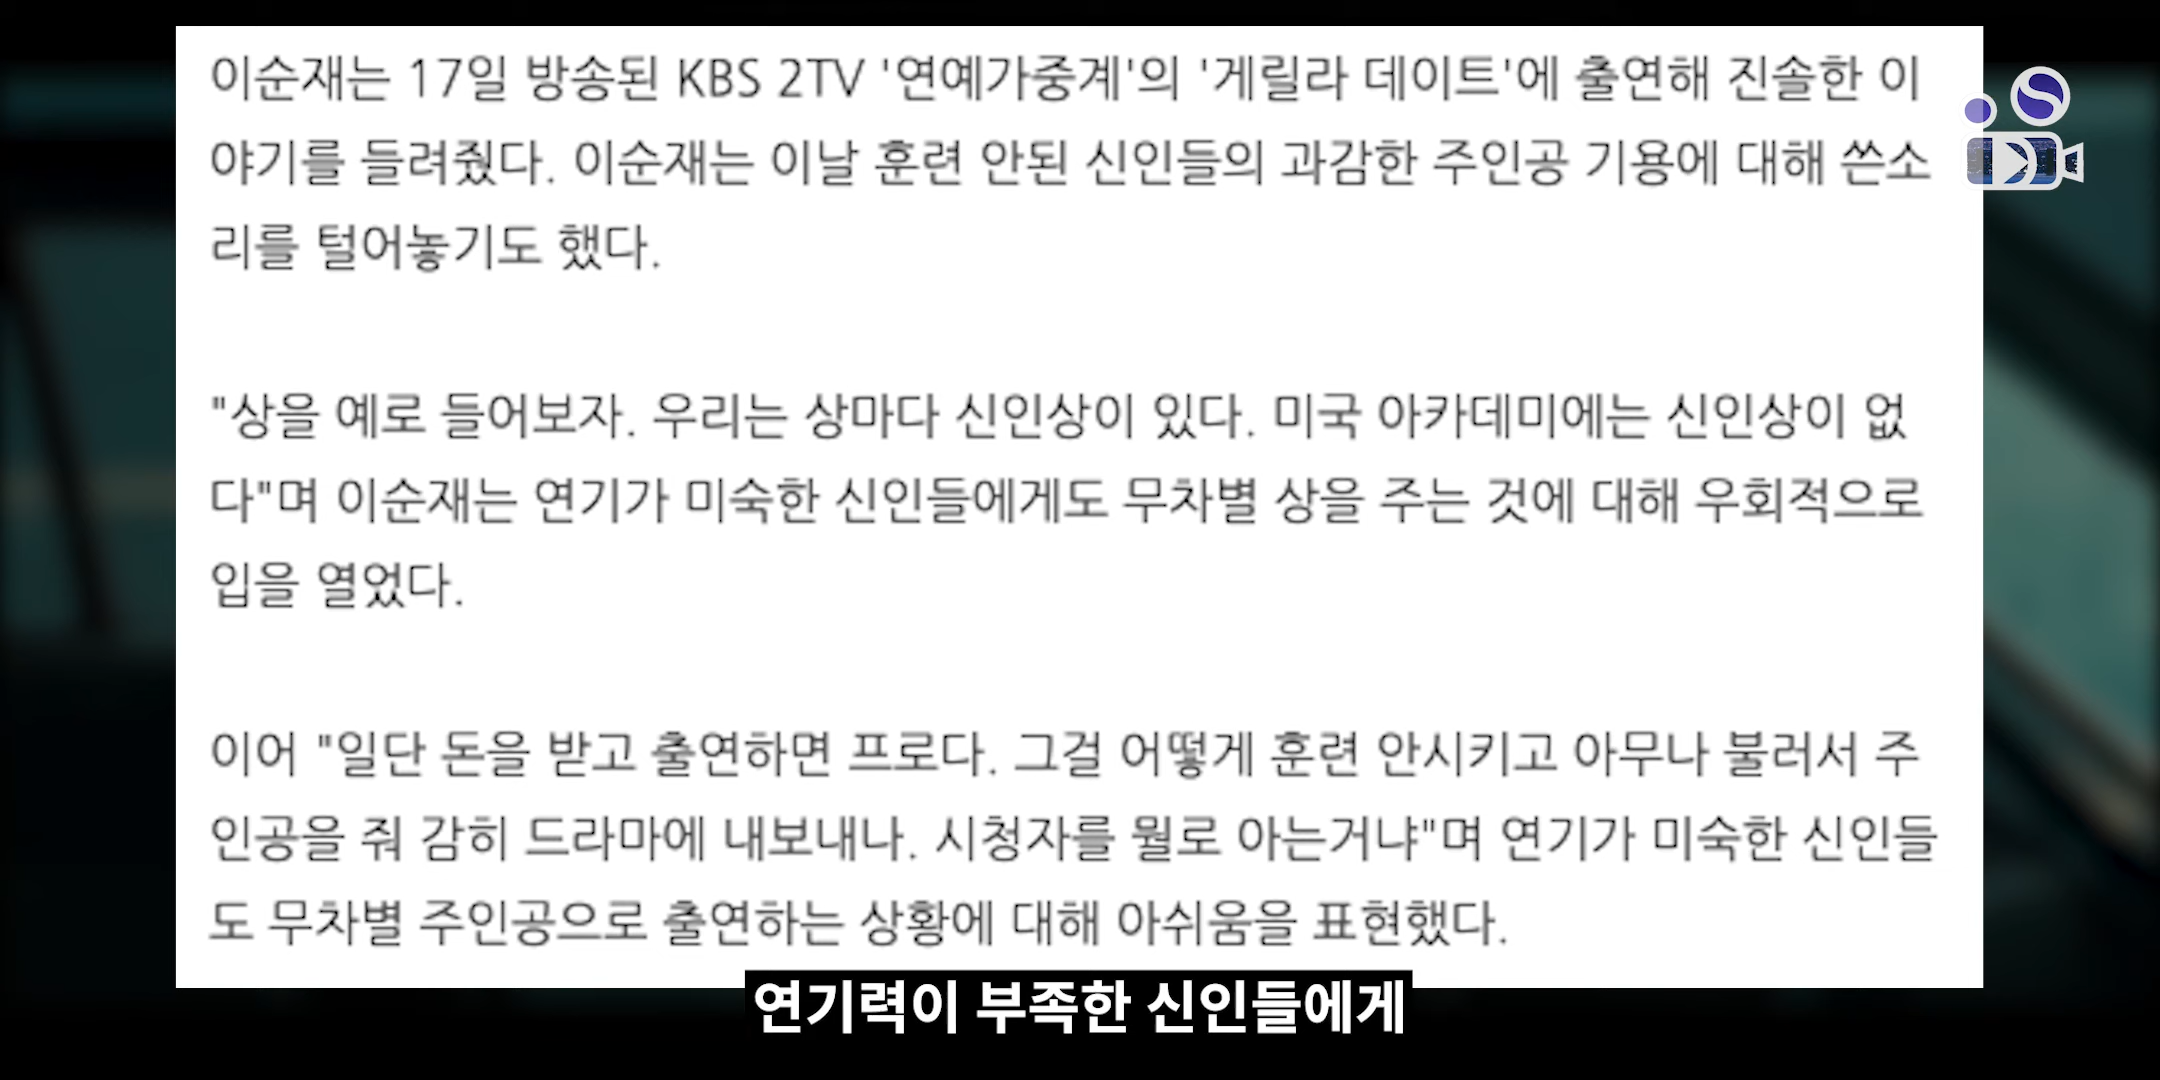 이순재는 17일 방송된 KBS 2TV '연예가중계'의 '게릴라 데이트'에 출연해 진솔한 이
야기를 들려줬다. 이순재는 이날 훈련 안된 신인들의 과감한 주인공 기용에 대해 쓴소
리를 털어놓기도 했다.
"상을 예로 들어보자. 우리는 상마다 신인상이 있다. 미국 아카데미에는 신인상이 없
다"며 이순재는 연기가 미숙한 신인들에게도 무차별 상을 주는 것에 대해 우회적으로
입을 열었다.
이어 "일단 돈을 받고 출연하면 프로다. 그걸 어떻게 훈련 안시키고 아무나 불러서 주
인공을 줘 감히 드라마에 내보내나. 시청자를 뭘로 아는거냐"며 연기가 미숙한 신인들
도 무차별 주인공으로 출연하는 상황에 대해 아쉬움을 표현했다.
연기력이 부족한 신인들에게